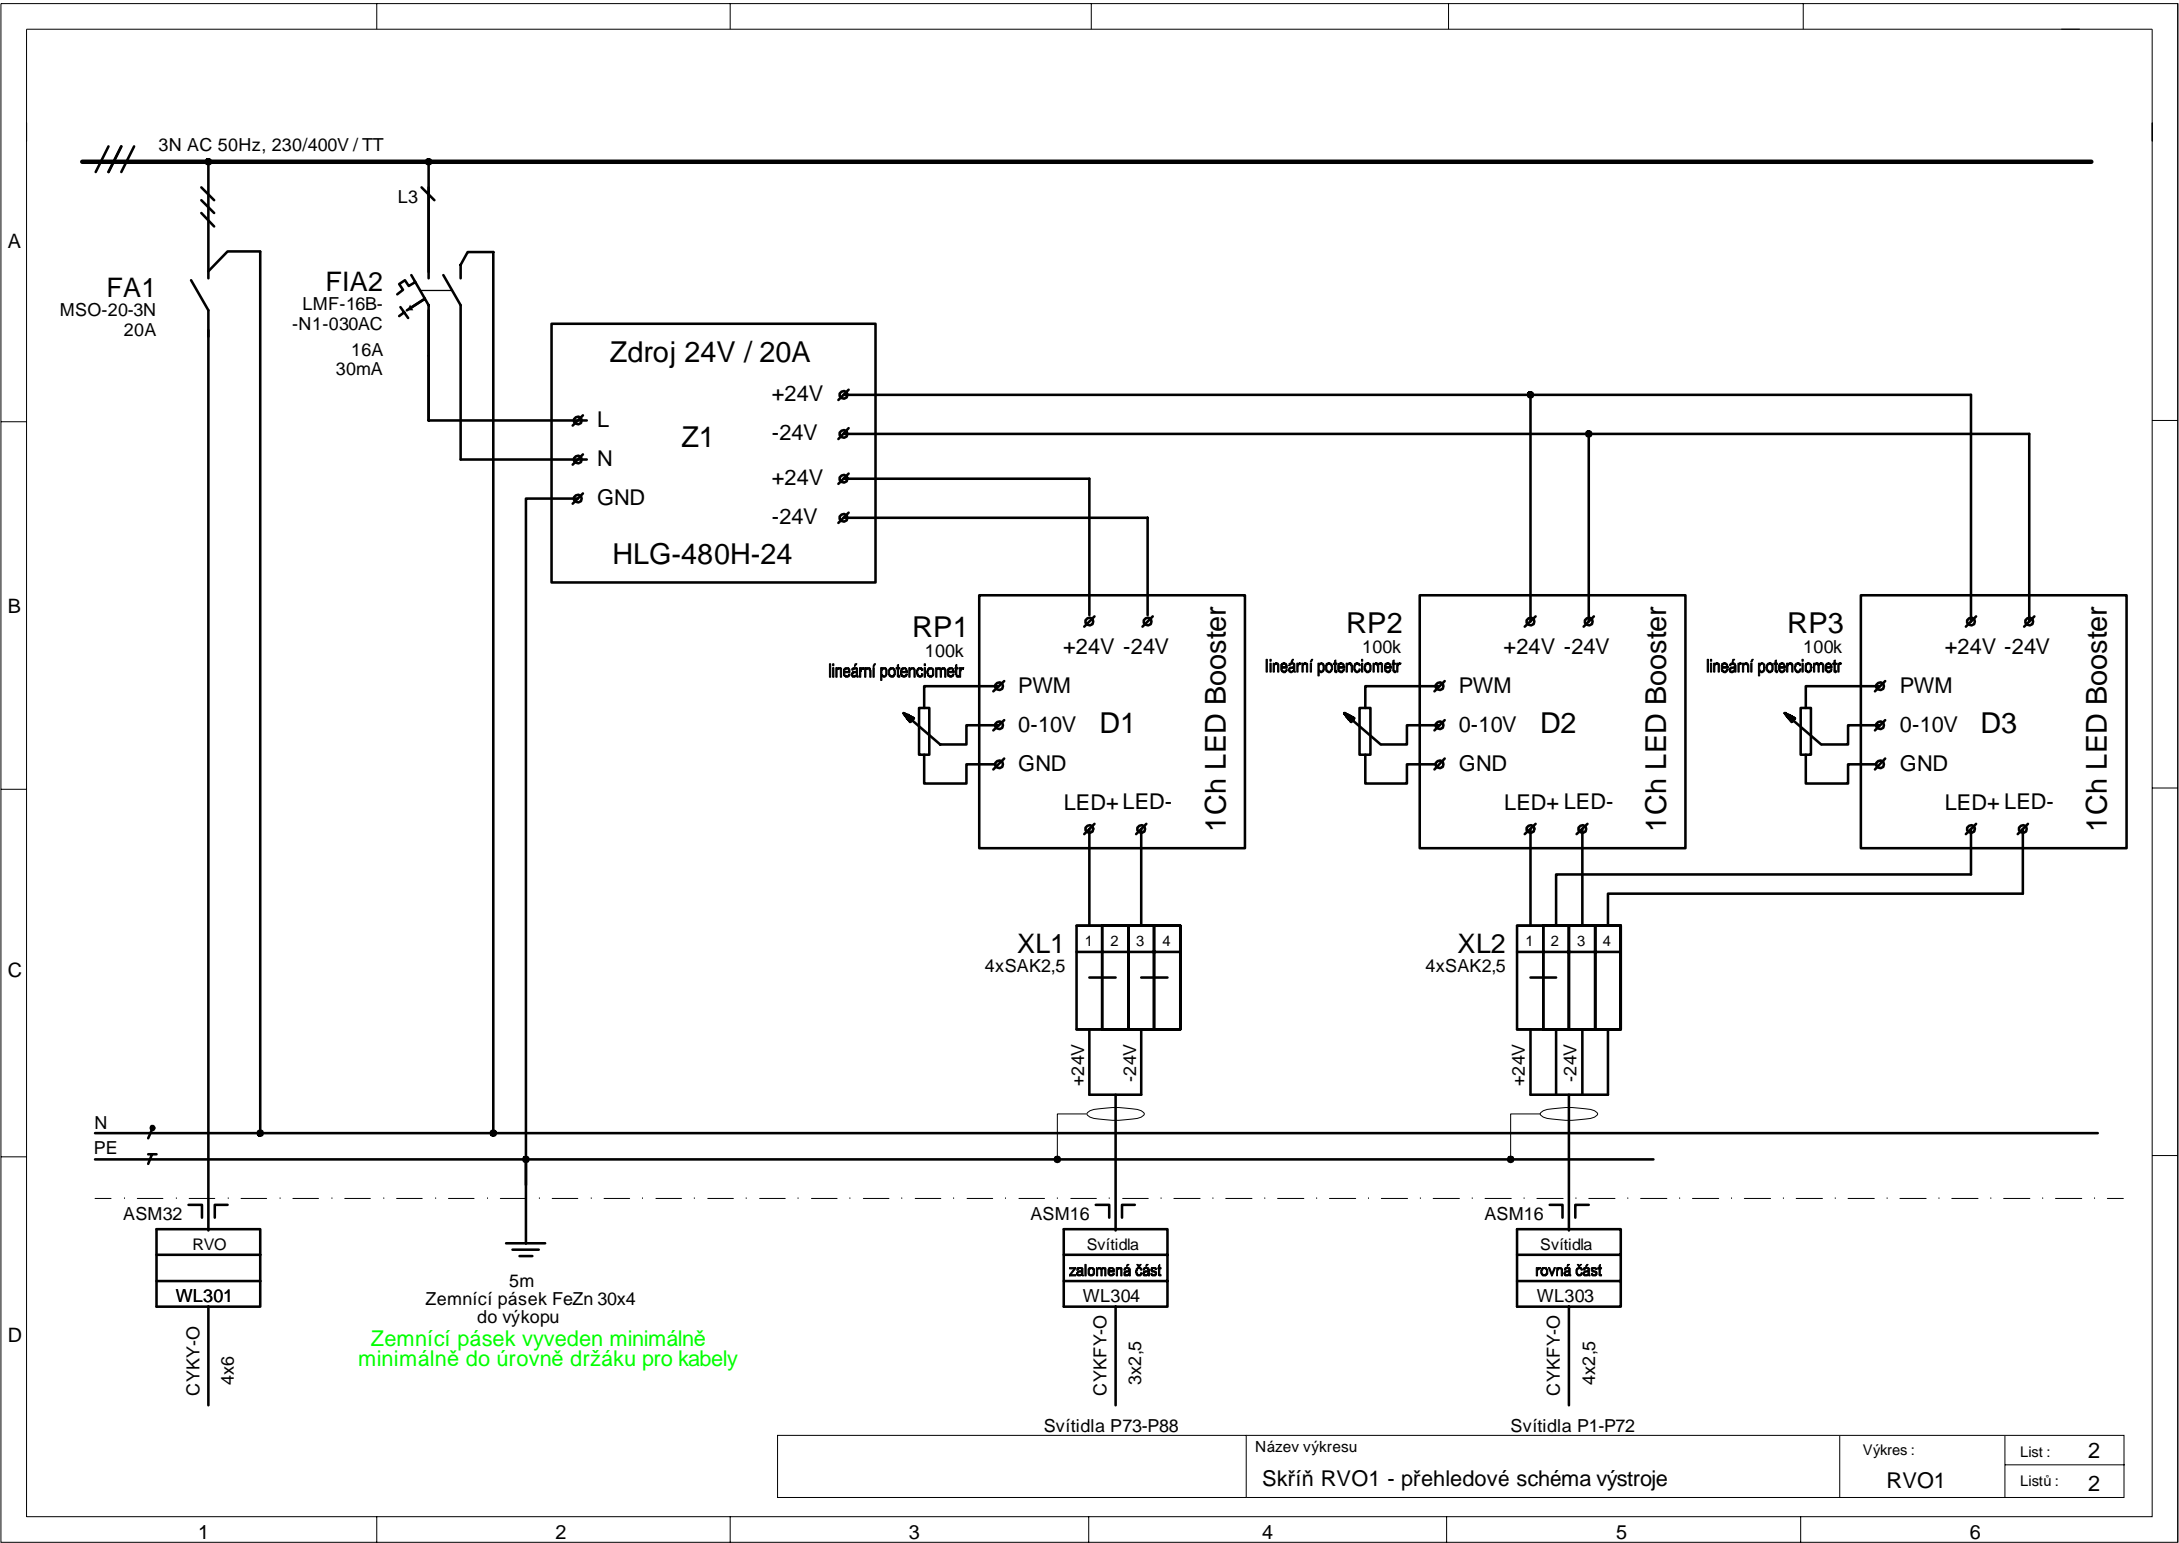 3N AC 50Hz, 230/400V / TT
L3
A
FA1
MSO-20-3N
20A
FIA2
LMF-16B-
-N1-030AC
16A
30mA
Zdroj 24V / 20A
+24V
L
Z1
-24V
N
+24V
GND
-24V
HLG-480H-24
B
RP1
100k
lineární potenciometr
+24V -24V
PWM
0-10V D1
GND
LED+ LED-
1Ch LED Booster
RP2
100k
lineární potenciometr
+24V -24V
PWM
0-10V D2
GND
LED+ LED-
1Ch LED Booster
RP3
100k
lineární potenciometr
+24V -24V
PWM
0-10V D3
GND
LED+ LED-
1Ch LED Booster
C
XL1
4xSAK2,5
1 2 3 4
+24V
-24V
XL2
4xSAK2,5
1 2 3 4
+24V
-24V
N
PE
D
ASM32
RVO
WL301
CYKY-O
4x6
5m
Zemnící pásek FeZn 30x4
do výkopu
Zemnící pásek vyveden minimálně
minimálně do úrovně držáku pro kabely
ASM16
Svítidla
zalomená část
WL304
CYKFY-O
3x2,5
Svítidla P73-P88
ASM16
Svítidla
rovná část
WL303
CYKFY-O
4x2,5
Svítidla P1-P72
Název výkresu
Skříň RVO1 - přehledové schéma výstroje
Výkres :
RVO1
List : 2
Listů : 2
1 2 3 4 5 6